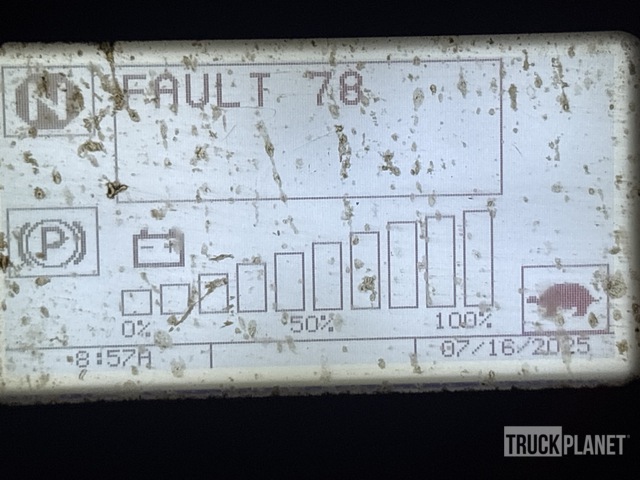 N
FAULT 78
P
0% 50% 100%
8:57A 07/16/2025
TRUCKPLANET